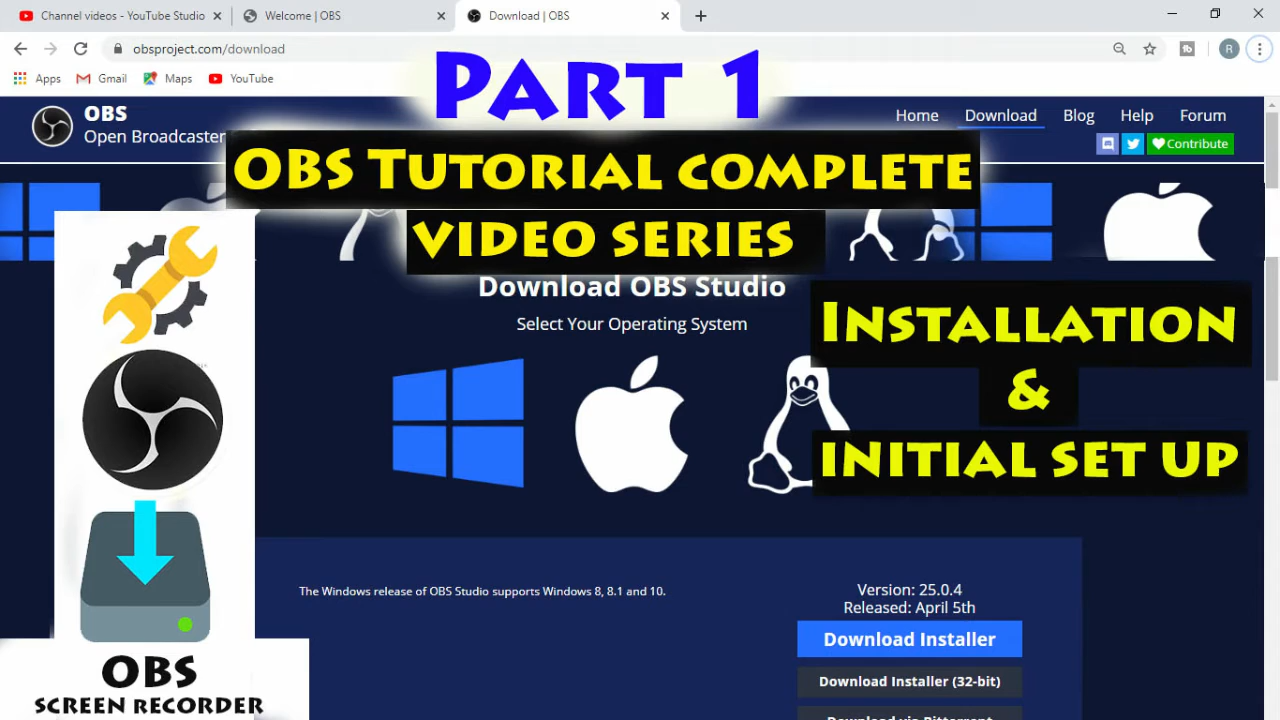 Channel videos - YouTube Studio
Welcome | OBS
Download | OBS
obsproject.com/download
R
Apps
Gmail
Maps
YouTube
PART 1
OBS
Open Broadcaster
Home
Download
Blog
Help
Forum
Contribute
OBS TUTORIAL COMPLETE
VIDEO SERIES
Download OBS Studio
Select Your Operating System
INSTALLATION
&
INITIAL SET UP
The Windows release of OBS Studio supports Windows 8, 8.1 and 10.
Version: 25.0.4
Released: April 5th
Download Installer
Download Installer (32-bit)
Download via Bittorrent
OBS
SCREEN RECORDER